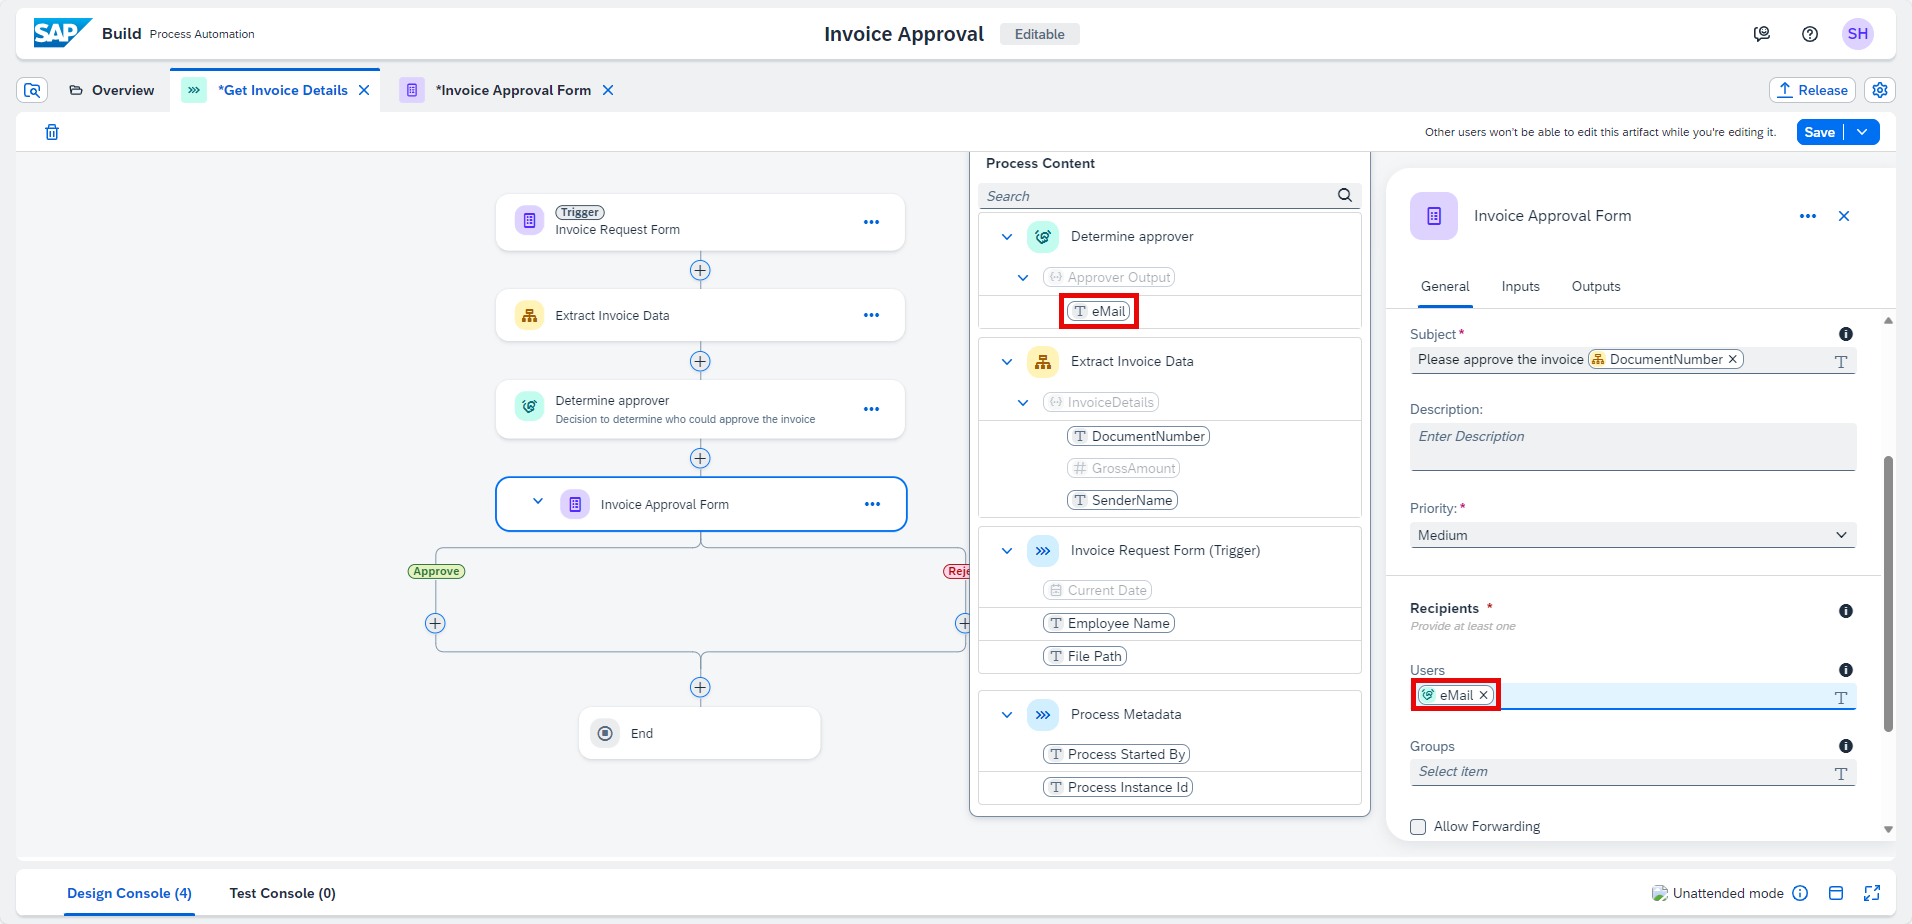 SAP Build Process Automation
Invoice Approval Editable
SH
Overview
*Get Invoice Details
*Invoice Approval Form
Release
Other users won't be able to edit this artifact while you're editing it.
Save
Trigger
Invoice Request Form
Extract Invoice Data
Determine approver
Decision to determine who could approve the invoice
Invoice Approval Form
Approve
Reje
End
Process Content
Search
Determine approver
Approver Output
T eMail
Extract Invoice Data
InvoiceDetails
T DocumentNumber
# GrossAmount
T SenderName
Invoice Request Form (Trigger)
Current Date
T Employee Name
T File Path
Process Metadata
T Process Started By
T Process Instance Id
Invoice Approval Form
General Inputs Outputs
Subject*
Please approve the invoice DocumentNumber
T
Description:
Enter Description
Priority:*
Medium
Recipients *
Provide at least one
Users
eMail
T
Groups
Select item
T
Allow Forwarding
Design Console (4) Test Console (0)
Unattended mode